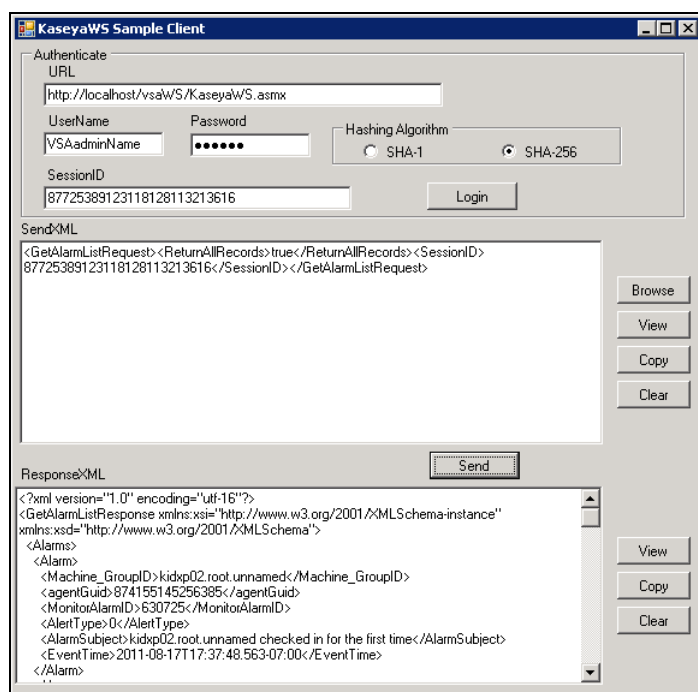 KaseyaWS Sample Client
Authenticate
URL
http://localhost/vsaWS/KaseyaWS.asmx
UserName
Password
Hashing Algorithm
VSAadminName
●●●●●●
SHA-1
SHA-256
SessionID
87725389123118128113213616
Login
SendXML
<GetAlarmListRequest><ReturnAllRecords>true</ReturnAllRecords><SessionID>
87725389123118128113213616</SessionID></GetAlarmListRequest>
Browse
View
Copy
Clear
Send
ResponseXML
<?xml version="1.0" encoding="utf-16"?>
<GetAlarmListResponse xmlns:xsi="http://www.w3.org/2001/XMLSchema-instance"
xmlns:xsd="http://www.w3.org/2001/XMLSchema">
<Alarms>
<Alarm>
<Machine_GroupID>kidxp02.root.unnamed</Machine_GroupID>
<agentGuid>874155145256385</agentGuid>
<MonitorAlarmID>630725</MonitorAlarmID>
<AlertType>0</AlertType>
<AlarmSubject>kidxp02.root.unnamed checked in for the first time</AlarmSubject>
<EventTime>2011-08-17T17:37:48.563-07:00</EventTime>
</Alarm>
View
Copy
Clear